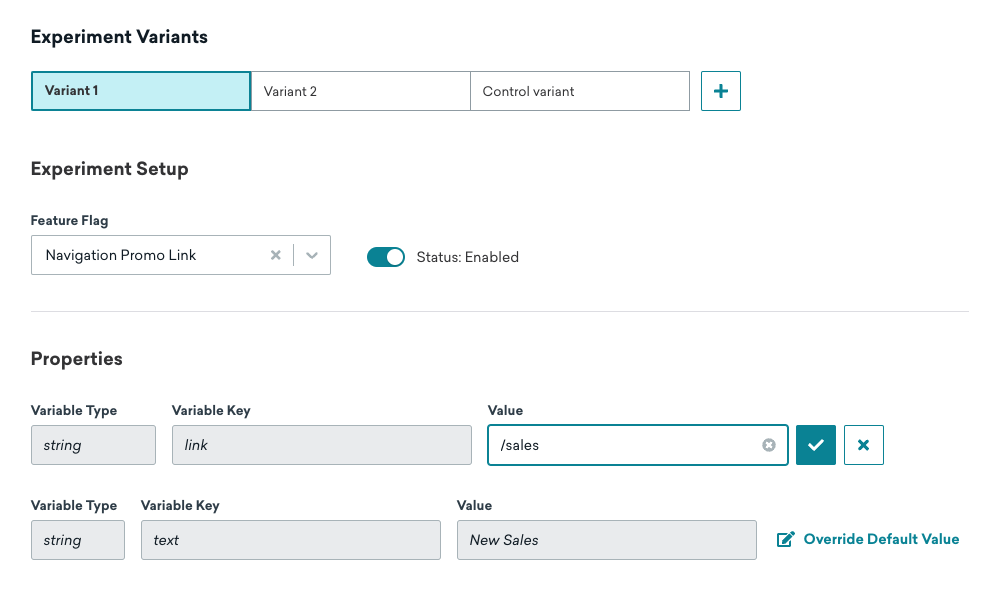 Experiment Variants
Variant 1 Variant 2 Control variant
Experiment Setup
Feature Flag
Navigation Promo Link Status: Enabled
Properties
Variable Type Variable Key Value
string link /sales
Variable Type Variable Key Value
string text New Sales Override Default Value